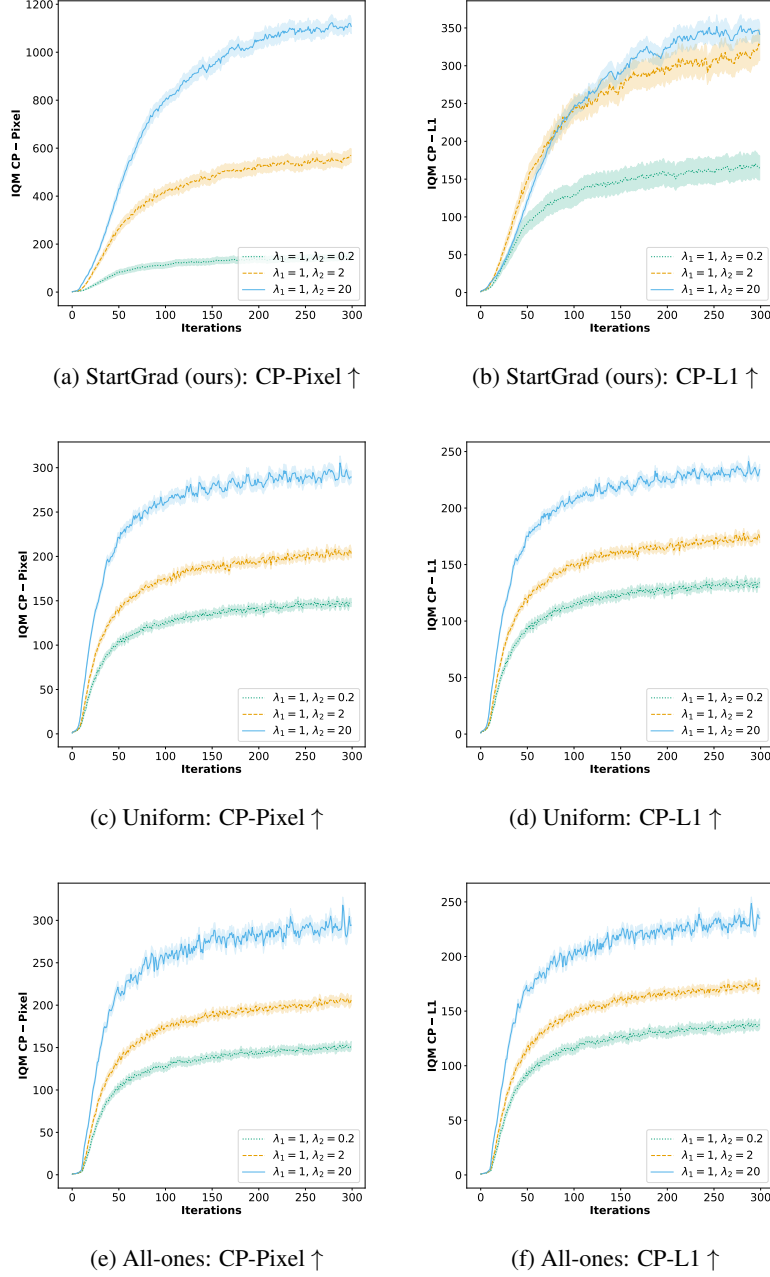 1200
1000
800
600
400
200
0
IQM CP − Pixel
0 50 100 150 200 250 300
Iterations
λ₁ = 1, λ₂ = 0.2
λ₁ = 1, λ₂ = 2
λ₁ = 1, λ₂ = 20
(a) StartGrad (ours): CP-Pixel ↑
350
300
250
200
150
100
50
0
IQM CP − L1
0 50 100 150 200 250 300
Iterations
λ₁ = 1, λ₂ = 0.2
λ₁ = 1, λ₂ = 2
λ₁ = 1, λ₂ = 20
(b) StartGrad (ours): CP-L1 ↑
300
250
200
150
100
50
0
IQM CP − Pixel
0 50 100 150 200 250 300
Iterations
λ₁ = 1, λ₂ = 0.2
λ₁ = 1, λ₂ = 2
λ₁ = 1, λ₂ = 20
(c) Uniform: CP-Pixel ↑
250
200
150
100
50
0
IQM CP − L1
0 50 100 150 200 250 300
Iterations
λ₁ = 1, λ₂ = 0.2
λ₁ = 1, λ₂ = 2
λ₁ = 1, λ₂ = 20
(d) Uniform: CP-L1 ↑
300
250
200
150
100
50
0
IQM CP − Pixel
0 50 100 150 200 250 300
Iterations
λ₁ = 1, λ₂ = 0.2
λ₁ = 1, λ₂ = 2
λ₁ = 1, λ₂ = 20
(e) All-ones: CP-Pixel ↑
250
200
150
100
50
0
IQM CP − L1
0 50 100 150 200 250 300
Iterations
λ₁ = 1, λ₂ = 0.2
λ₁ = 1, λ₂ = 2
λ₁ = 1, λ₂ = 20
(f) All-ones: CP-L1 ↑